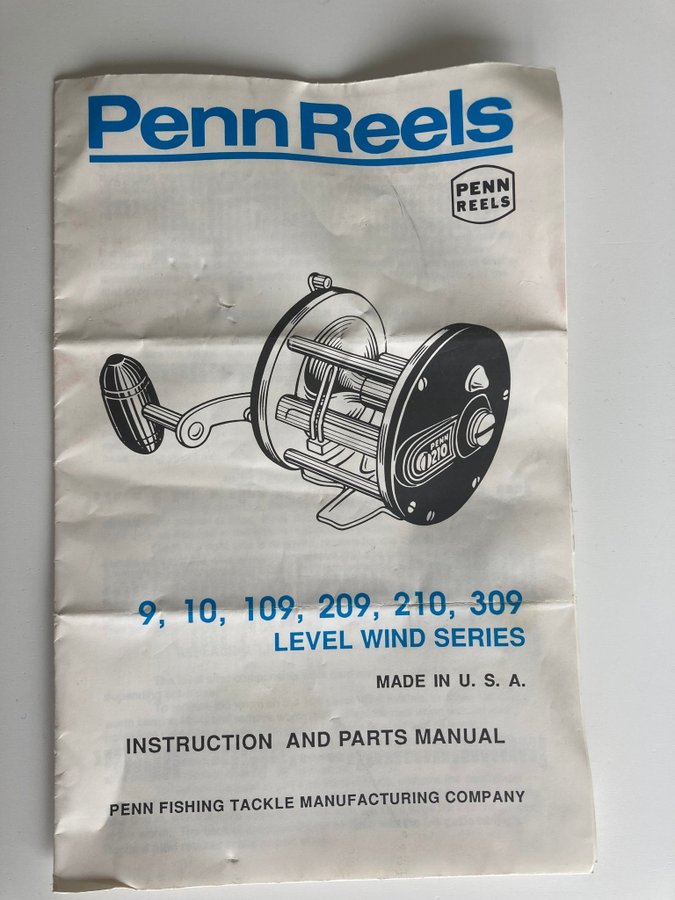 Penn Reels
PENN
REELS
PENN
210
9, 10, 109, 209, 210, 309
LEVEL WIND SERIES
MADE IN U. S. A.
INSTRUCTION AND PARTS MANUAL
PENN FISHING TACKLE MANUFACTURING COMPANY